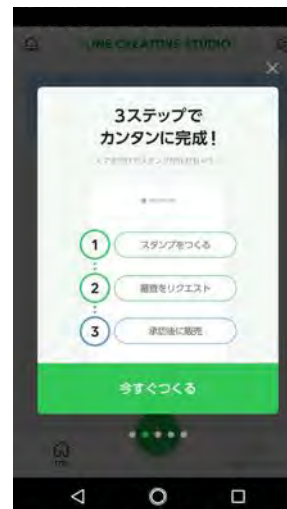 LINE CREATIVE STUDIO
3ステップで
カンタンに完成!
1 スタンプをつくる
2 審査をリクエスト
3 承認後に販売
今すぐつくる